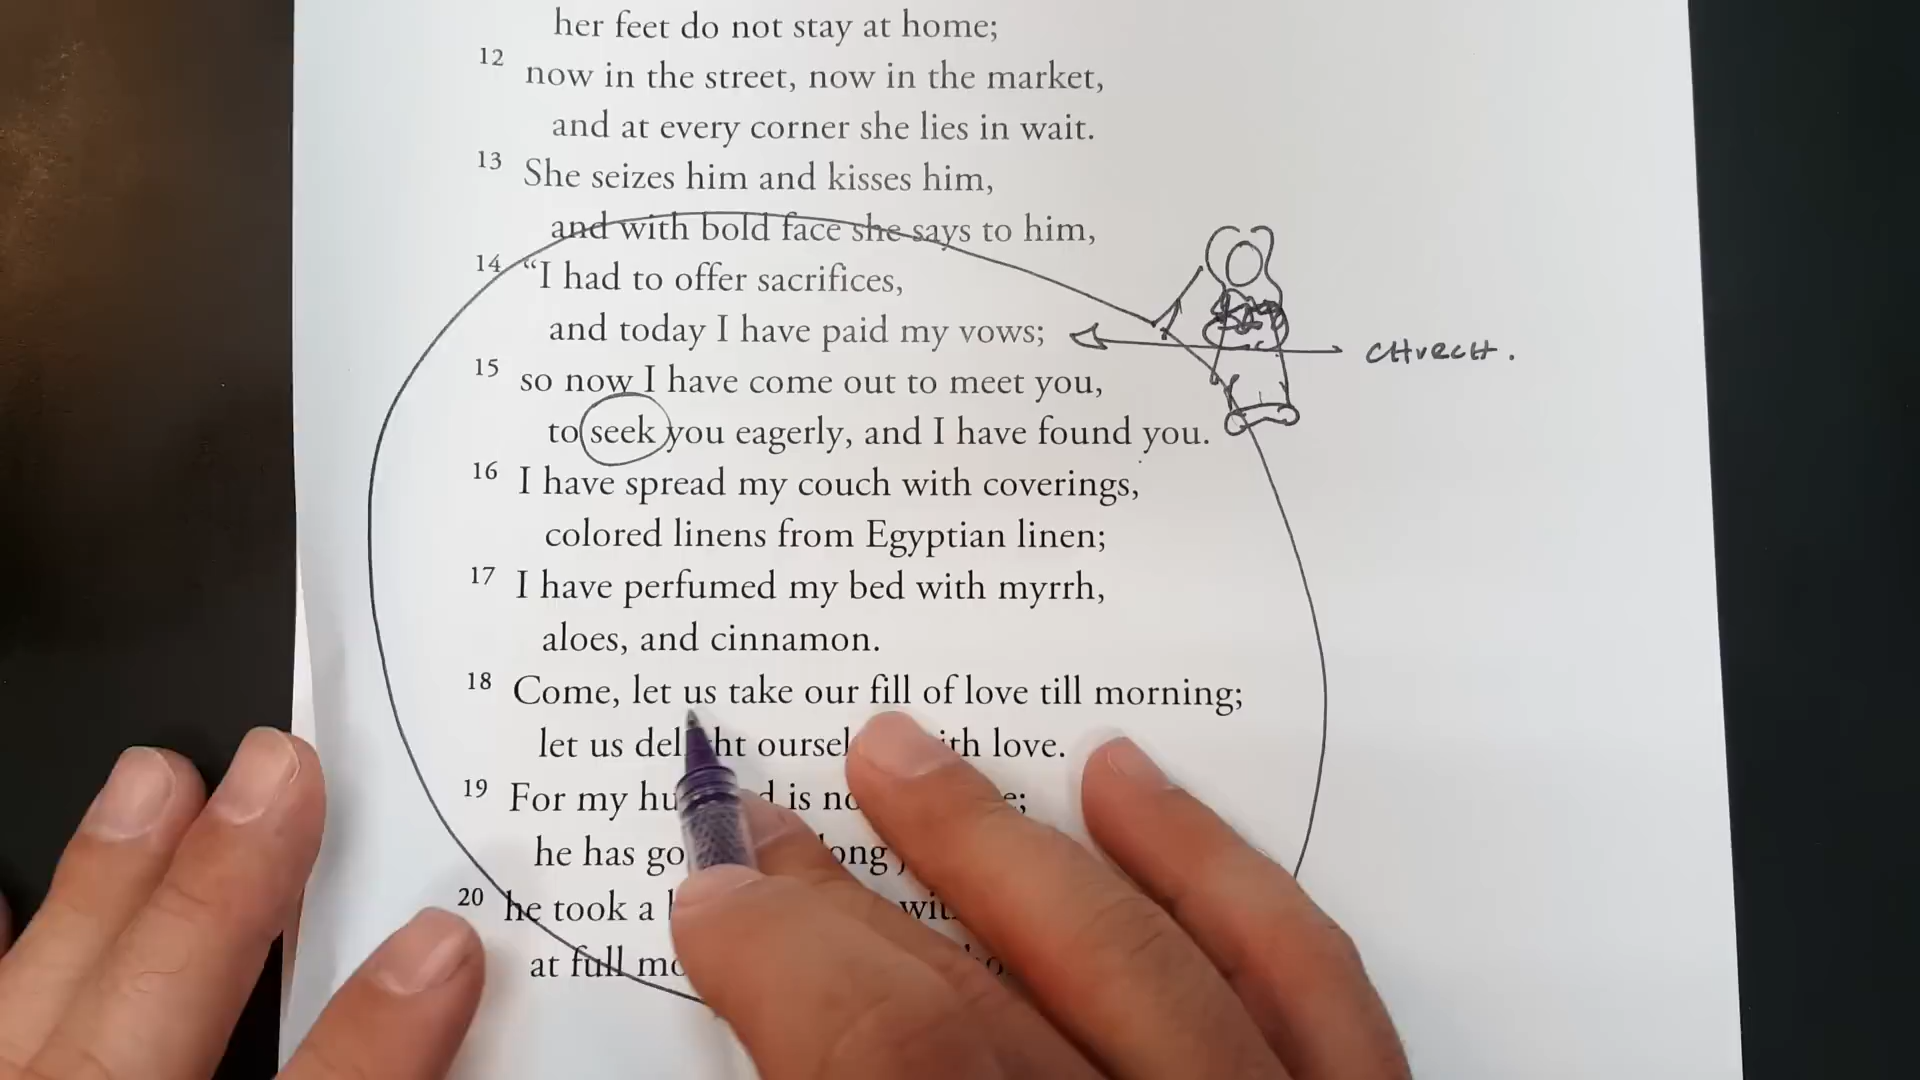 her feet do not stay at home;
12 now in the street, now in the market,
and at every corner she lies in wait.
13 She seizes him and kisses him,
and with bold face she says to him,
14 “I had to offer sacrifices,
and today I have paid my vows;
CHURCH.
15 so now I have come out to meet you,
to seek you eagerly, and I have found you.
16 I have spread my couch with coverings,
colored linens from Egyptian linen;
17 I have perfumed my bed with myrrh,
aloes, and cinnamon.
18 Come, let us take our fill of love till morning;
let us love.
19 For my is
he has
20 he took a
at full